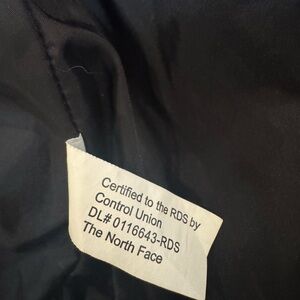 Certified to the RDS by
Control Union
DL# 0116643-RDS
The North Face